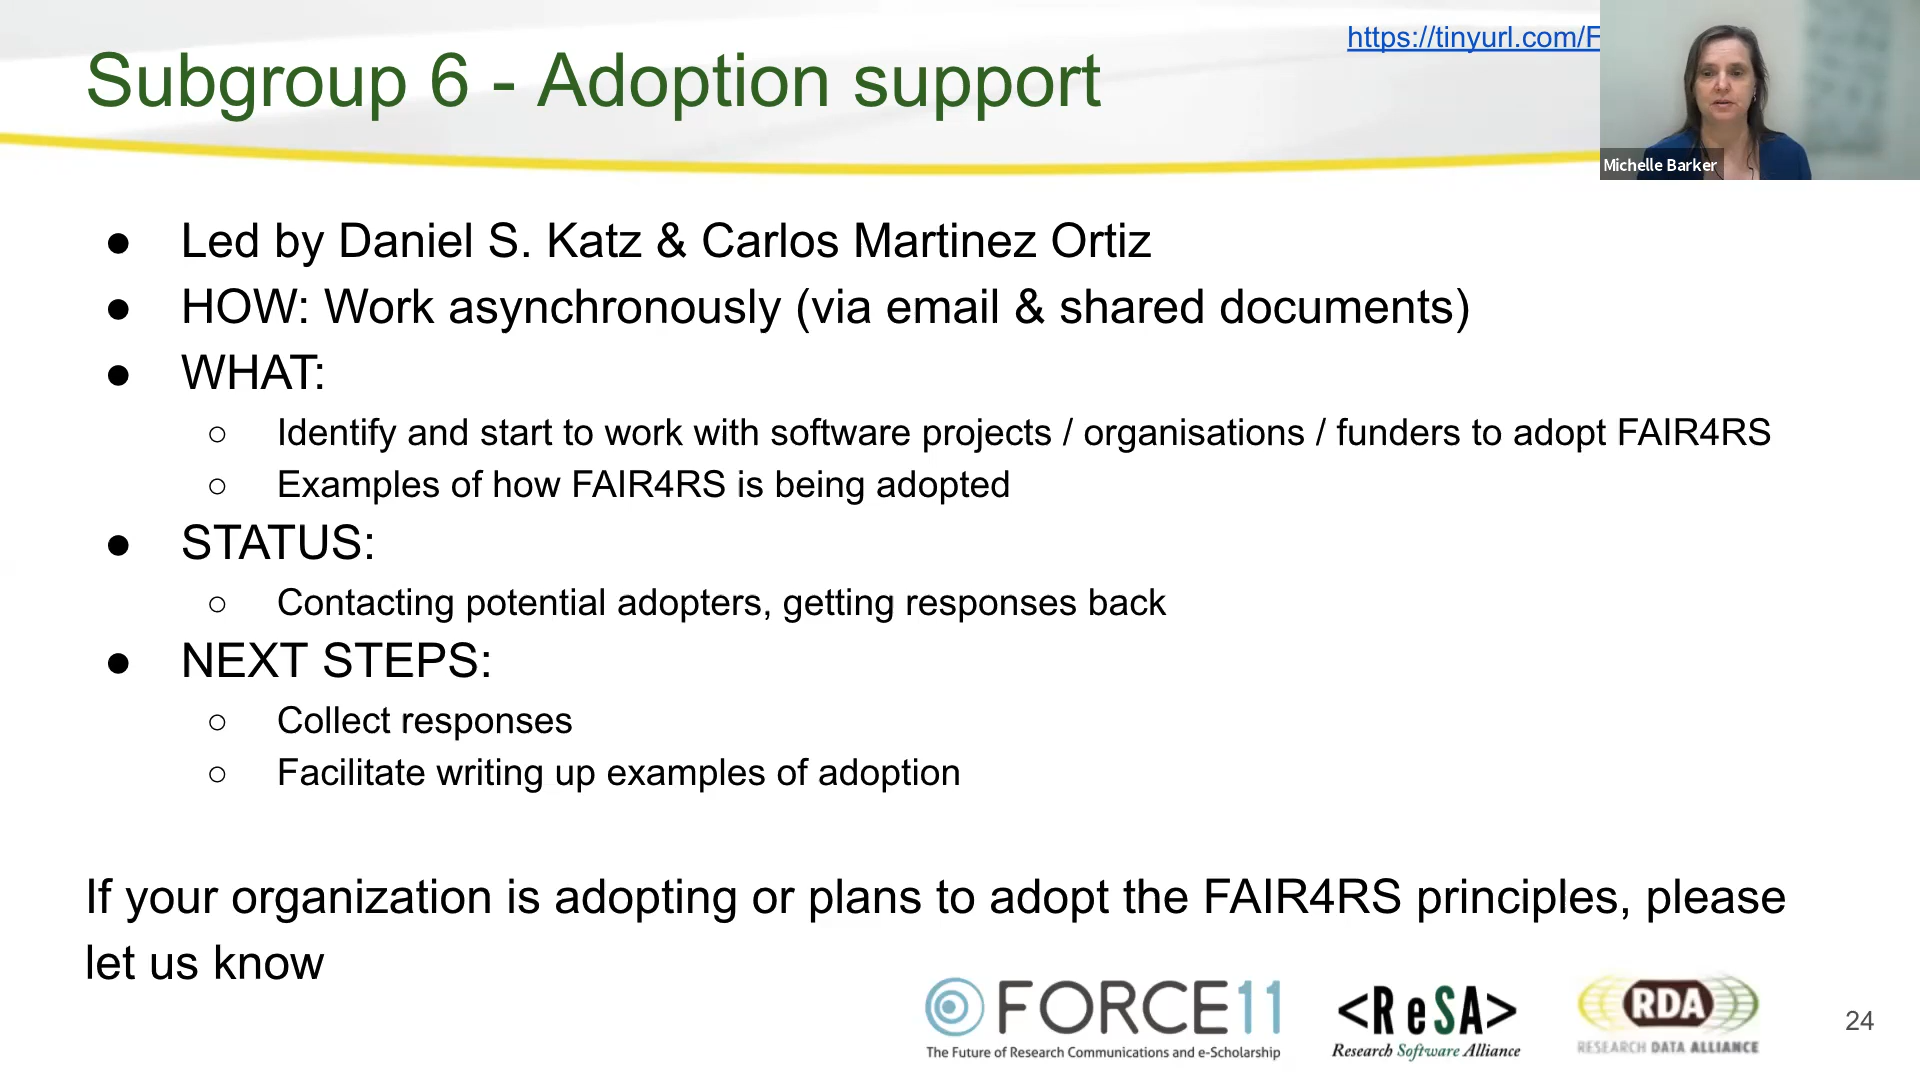 https://tinyurl.com/F
Subgroup 6 - Adoption support
Michelle Barker
● Led by Daniel S. Katz & Carlos Martinez Ortiz
● HOW: Work asynchronously (via email & shared documents)
● WHAT:
○ Identify and start to work with software projects / organisations / funders to adopt FAIR4RS
○ Examples of how FAIR4RS is being adopted
● STATUS:
○ Contacting potential adopters, getting responses back
● NEXT STEPS:
○ Collect responses
○ Facilitate writing up examples of adoption
If your organization is adopting or plans to adopt the FAIR4RS principles, please
let us know
FORCE11
The Future of Research Communications and e-Scholarship
<ReSA>
Research Software Alliance
RDA
RESEARCH DATA ALLIANCE
24